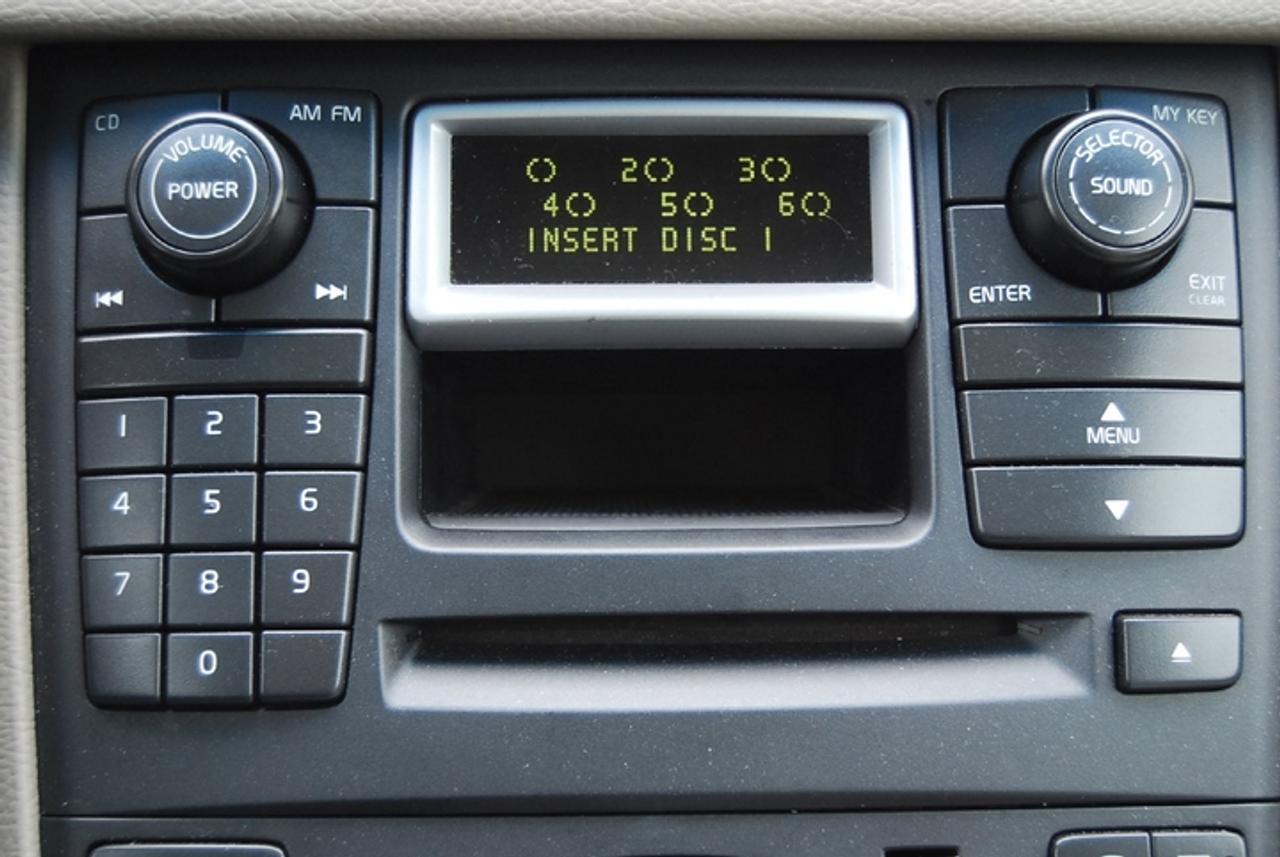 CD
AM FM
VOLUME
POWER
2 3
4 5 6
INSERT DISC 1
MY KEY
SELECTOR
SOUND
ENTER
EXIT
CLEAR
1 2 3
4 5 6
7 8 9
0
MENU